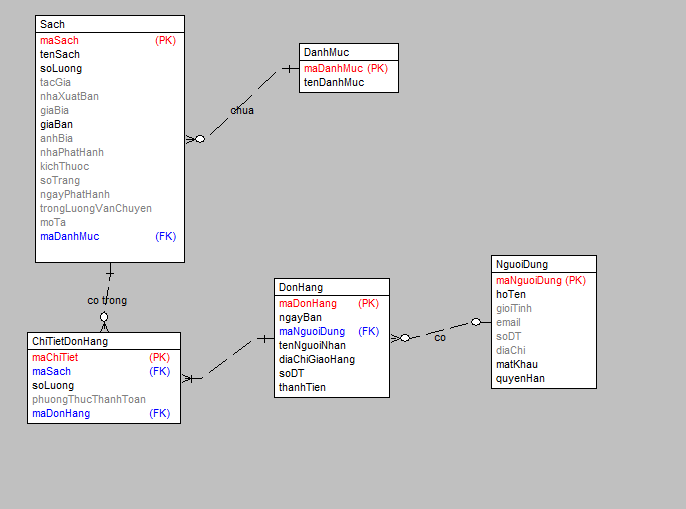 Sach
maSach (PK)
tenSach
soLuong
tacGia
nhaXuatBan
giaBia
giaBan
anhBia
nhaPhatHanh
kichThuoc
soTrang
ngayPhatHanh
trongLuongVanChuyen
moTa
maDanhMuc (FK)
DanhMuc
maDanhMuc (PK)
tenDanhMuc
chua
co trong
ChiTietDonHang
maChiTiet (PK)
maSach (FK)
soLuong
phuongThucThanhToan
maDonHang (FK)
DonHang
maDonHang (PK)
ngayBan
maNguoiDung (FK)
tenNguoiNhan
diaChiGiaoHang
soDT
thanhTien
co
NguoiDung
maNguoiDung (PK)
hoTen
gioiTinh
email
soDT
diaChi
matKhau
quyenHan